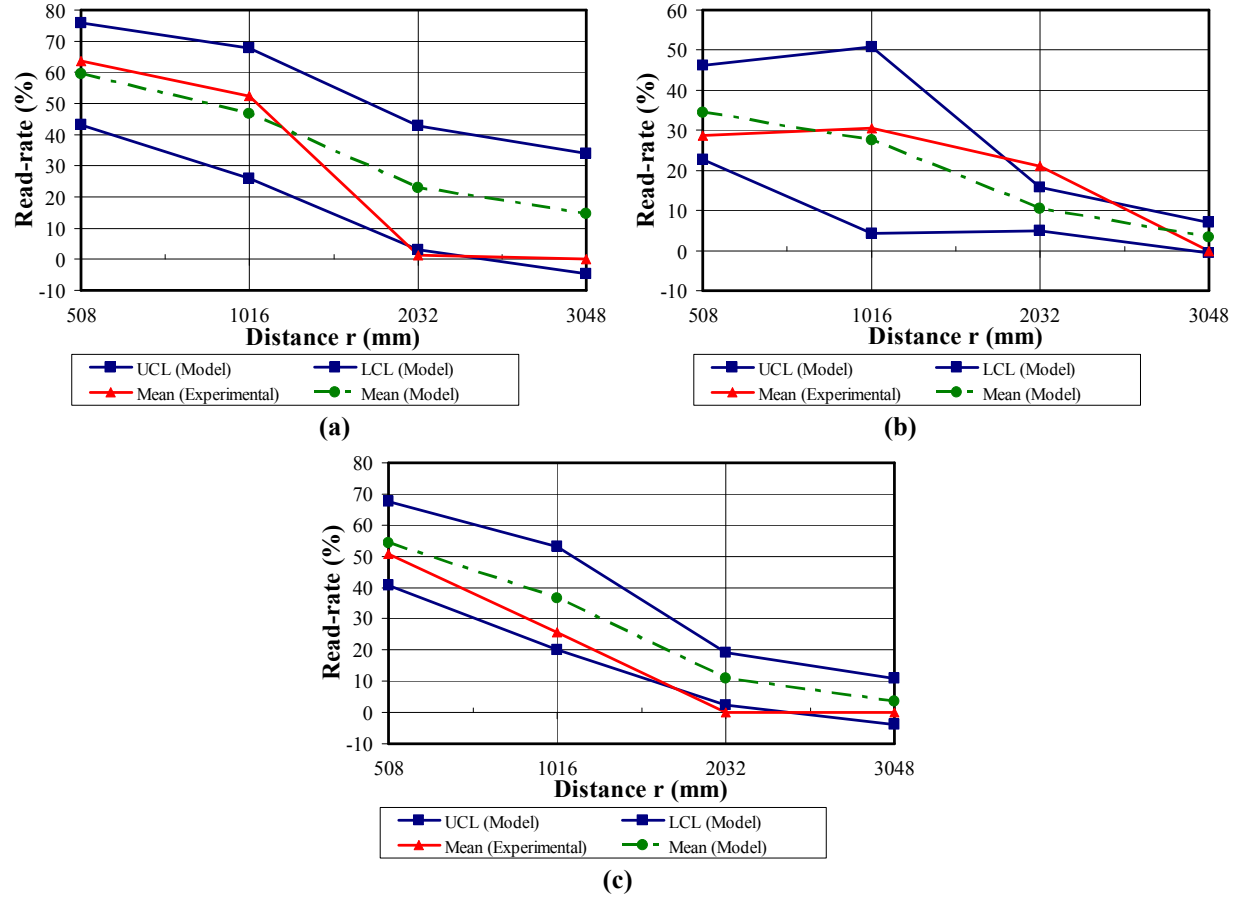 80
70
60
50
40
30
20
10
0
-10
Read-rate (%)
508 1016 2032 3048
Distance r (mm)
UCL (Model) LCL (Model)
Mean (Experimental) Mean (Model)
(a)
60
50
40
30
20
10
0
-10
Read-rate (%)
508 1016 2032 3048
Distance r (mm)
UCL (Model) LCL (Model)
Mean (Experimental) Mean (Model)
(b)
80
70
60
50
40
30
20
10
0
-10
Read-rate (%)
508 1016 2032 3048
Distance r (mm)
UCL (Model) LCL (Model)
Mean (Experimental) Mean (Model)
(c)